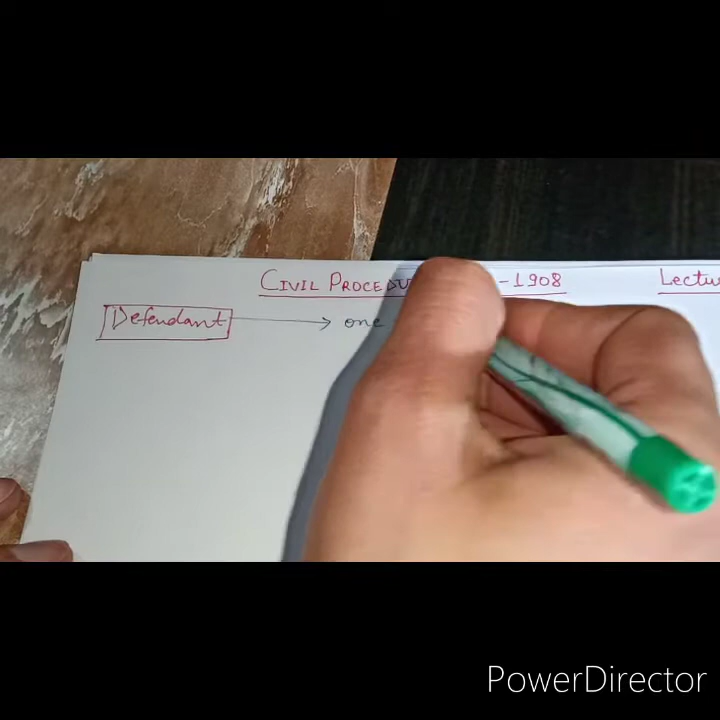 CIVIL PROCEDU -1908 Lectu
Defendant → one
PowerDirector